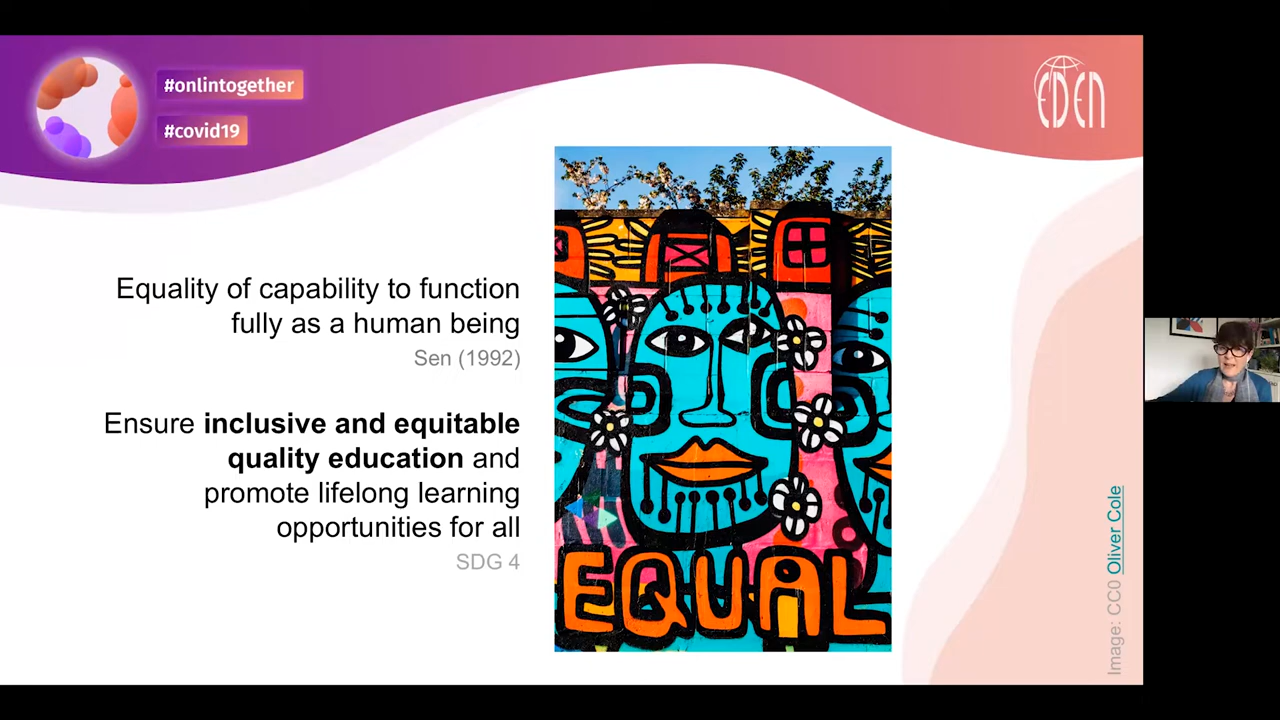 #onlintogether
#covid19
EDEN
Equality of capability to function
fully as a human being
Sen (1992)
Ensure inclusive and equitable
quality education and
promote lifelong learning
opportunities for all
SDG 4
EQUAL
Image: CC0 Oliver Cole